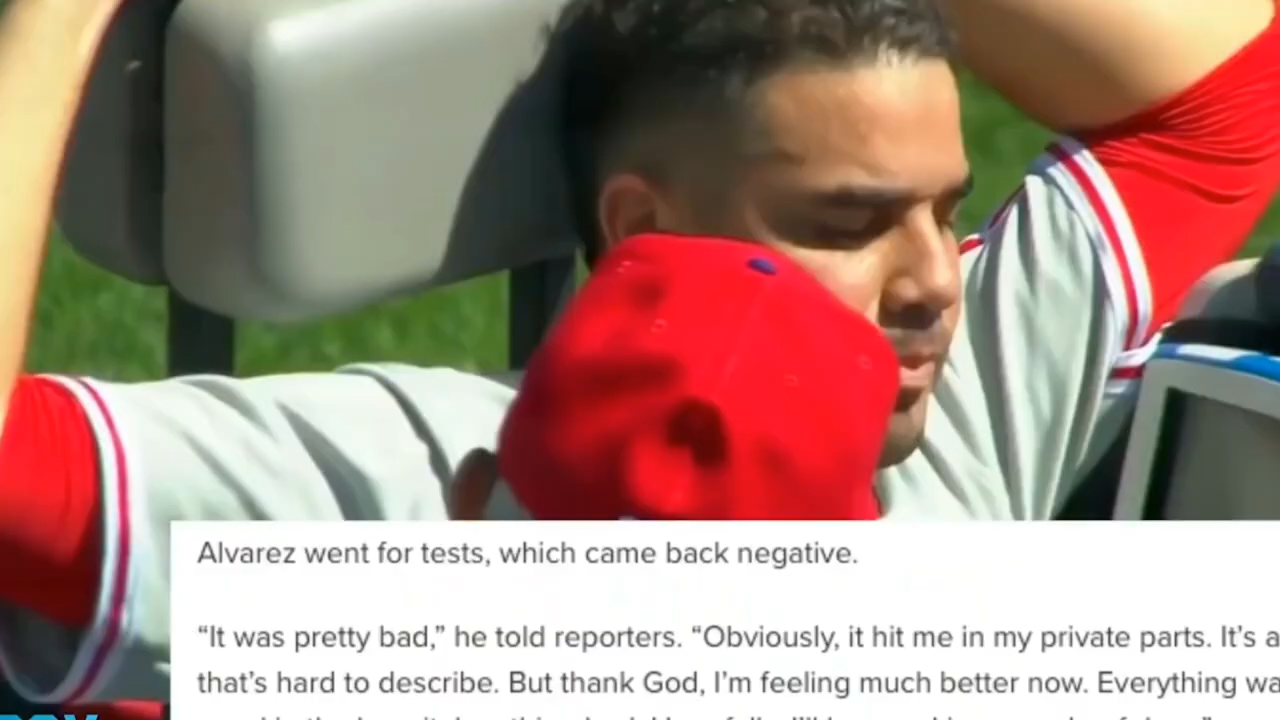 Alvarez went for tests, which came back negative.
“It was pretty bad,” he told reporters. “Obviously, it hit me in my private parts. It’s a
that’s hard to describe. But thank God, I’m feeling much better now. Everything wa